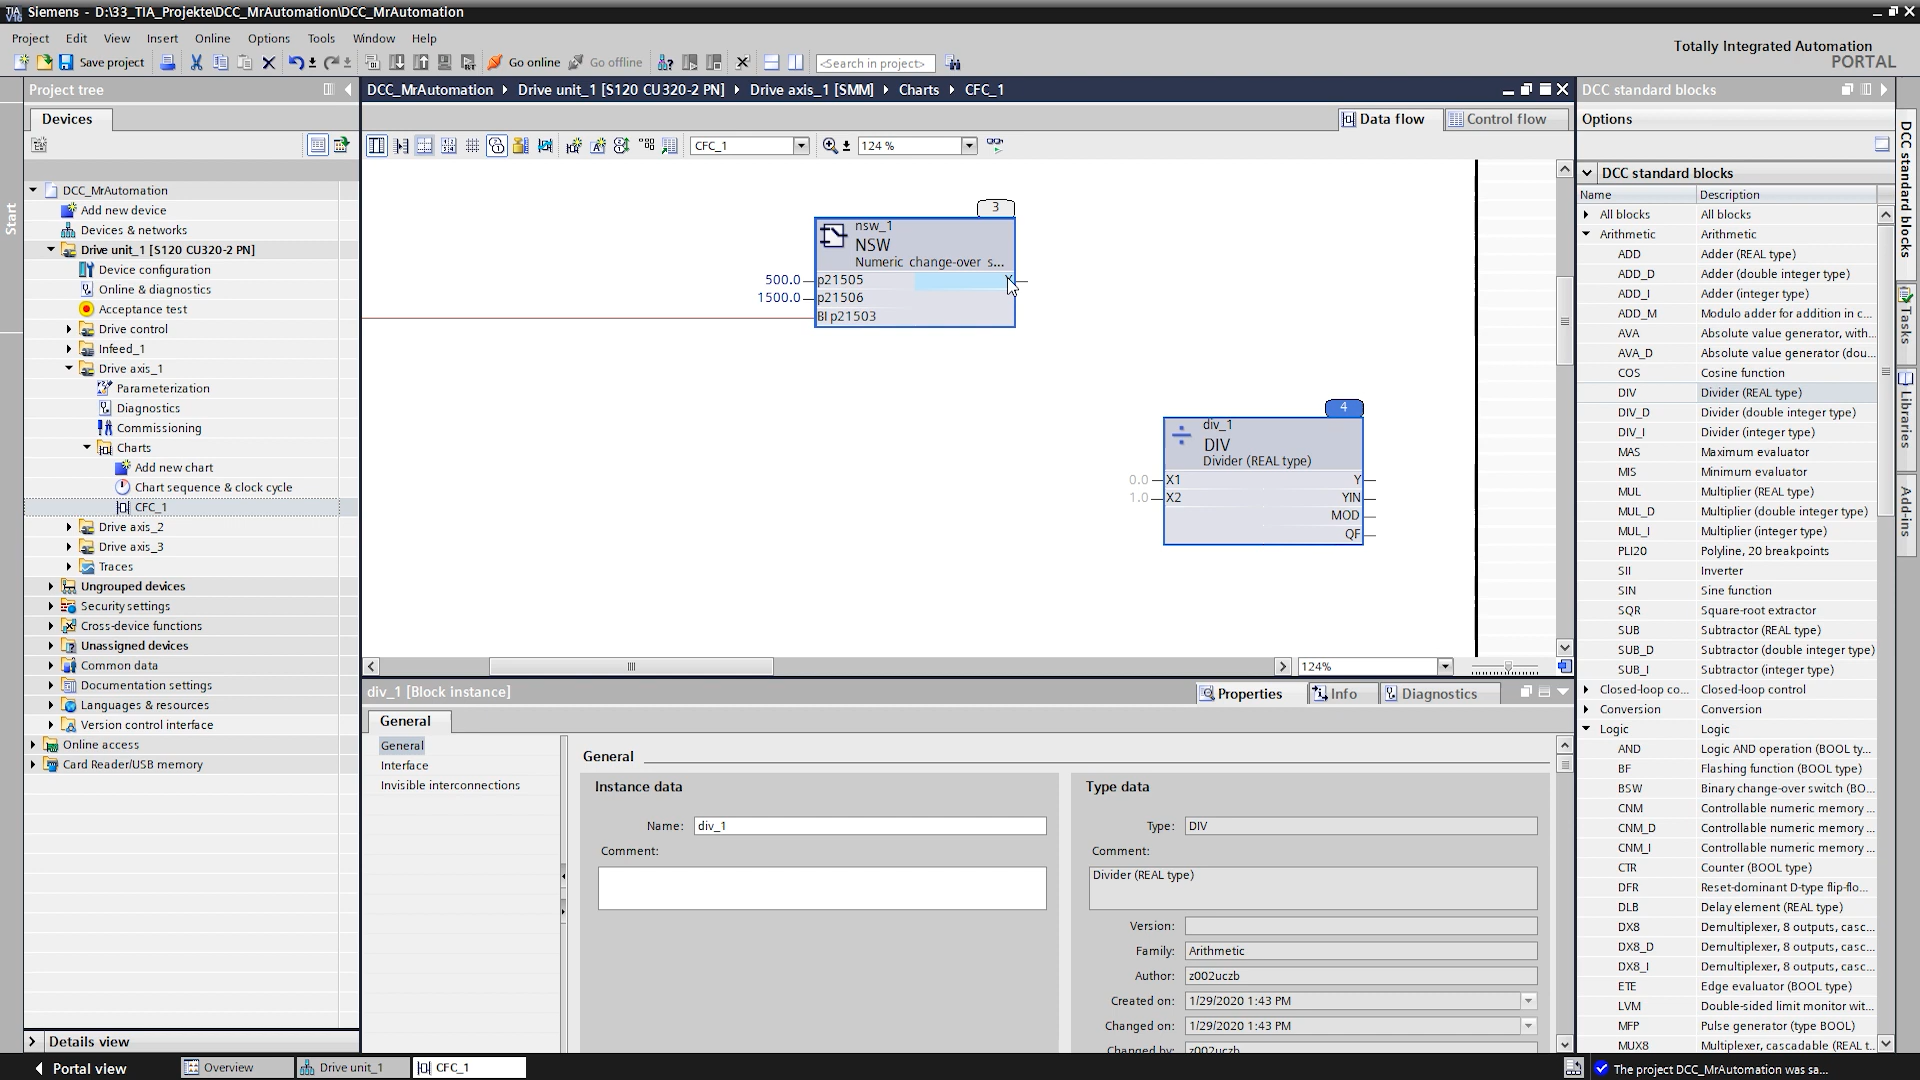 Siemens - D:\33_TIA_Projekte\DCC_MrAutomation\DCC_MrAutomation
Project Edit View Insert Online Options Tools Window Help
Totally Integrated Automation
PORTAL
Save project
Go online
Go offline
<Search in project>
Project tree
DCC_MrAutomation
Drive unit_1 [S120 CU320-2 PN]
Drive axis_1 [SMM]
Charts
CFC_1
DCC standard blocks
Devices
Data flow
Control flow
Options
CFC_1
124 %
Start
DCC_MrAutomation
Add new device
Devices & networks
Drive unit_1 [S120 CU320-2 PN]
Device configuration
Online & diagnostics
Acceptance test
Drive control
Infeed_1
Drive axis_1
Parameterization
Diagnostics
Commissioning
Charts
Add new chart
Chart sequence & clock cycle
CFC_1
Drive axis_2
Drive axis_3
Traces
Ungrouped devices
Security settings
Cross-device functions
Unassigned devices
Common data
Documentation settings
Languages & resources
Version control interface
Online access
Card Reader/USB memory
Details view
3
nsw_1
NSW
Numeric change-over s...
500.0 p21505 Y
1500.0 p21506
BI p21503
4
div_1
DIV
Divider (REAL type)
0.0 X1 Y
1.0 X2 YIN
MOD
QF
124%
div_1 [Block instance]
Properties
Info
Diagnostics
General
General
Interface
Invisible interconnections
General
Instance data
Name: div_1
Comment:
Type data
Type: DIV
Comment:
Divider (REAL type)
Version:
Family: Arithmetic
Author: z002uczb
Created on: 1/29/2020 1:43 PM
Changed on: 1/29/2020 1:43 PM
Changed by: z002uczb
DCC standard blocks
Name Description
All blocks All blocks
Arithmetic Arithmetic
ADD Adder (REAL type)
ADD_D Adder (double integer type)
ADD_I Adder (integer type)
ADD_M Modulo adder for addition in c...
AVA Absolute value generator, with...
AVA_D Absolute value generator (dou...
COS Cosine function
DIV Divider (REAL type)
DIV_D Divider (double integer type)
DIV_I Divider (integer type)
MAS Maximum evaluator
MIS Minimum evaluator
MUL Multiplier (REAL type)
MUL_D Multiplier (double integer type)
MUL_I Multiplier (integer type)
PLI20 Polyline, 20 breakpoints
SII Inverter
SIN Sine function
SQR Square-root extractor
SUB Subtractor (REAL type)
SUB_D Subtractor (double integer type)
SUB_I Subtractor (integer type)
Closed-loop co... Closed-loop control
Conversion Conversion
Logic Logic
AND Logic AND operation (BOOL ty...
BF Flashing function (BOOL type)
BSW Binary change-over switch (BO...
CNM Controllable numeric memory ...
CNM_D Controllable numeric memory ...
CNM_I Controllable numeric memory ...
CTR Counter (BOOL type)
DFR Reset-dominant D-type flip-flo...
DLB Delay element (REAL type)
DX8 Demultiplexer, 8 outputs, casc...
DX8_D Demultiplexer, 8 outputs, casc...
DX8_I Demultiplexer, 8 outputs, casc...
ETE Edge evaluator (BOOL type)
LVM Double-sided limit monitor wit...
MFP Pulse generator (type BOOL)
MUX8 Multiplexer, cascadable (REAL t...
DCC standard blocks
Tasks
Libraries
Add-ins
Portal view
Overview
Drive unit_1
CFC_1
The project DCC_MrAutomation was sa...